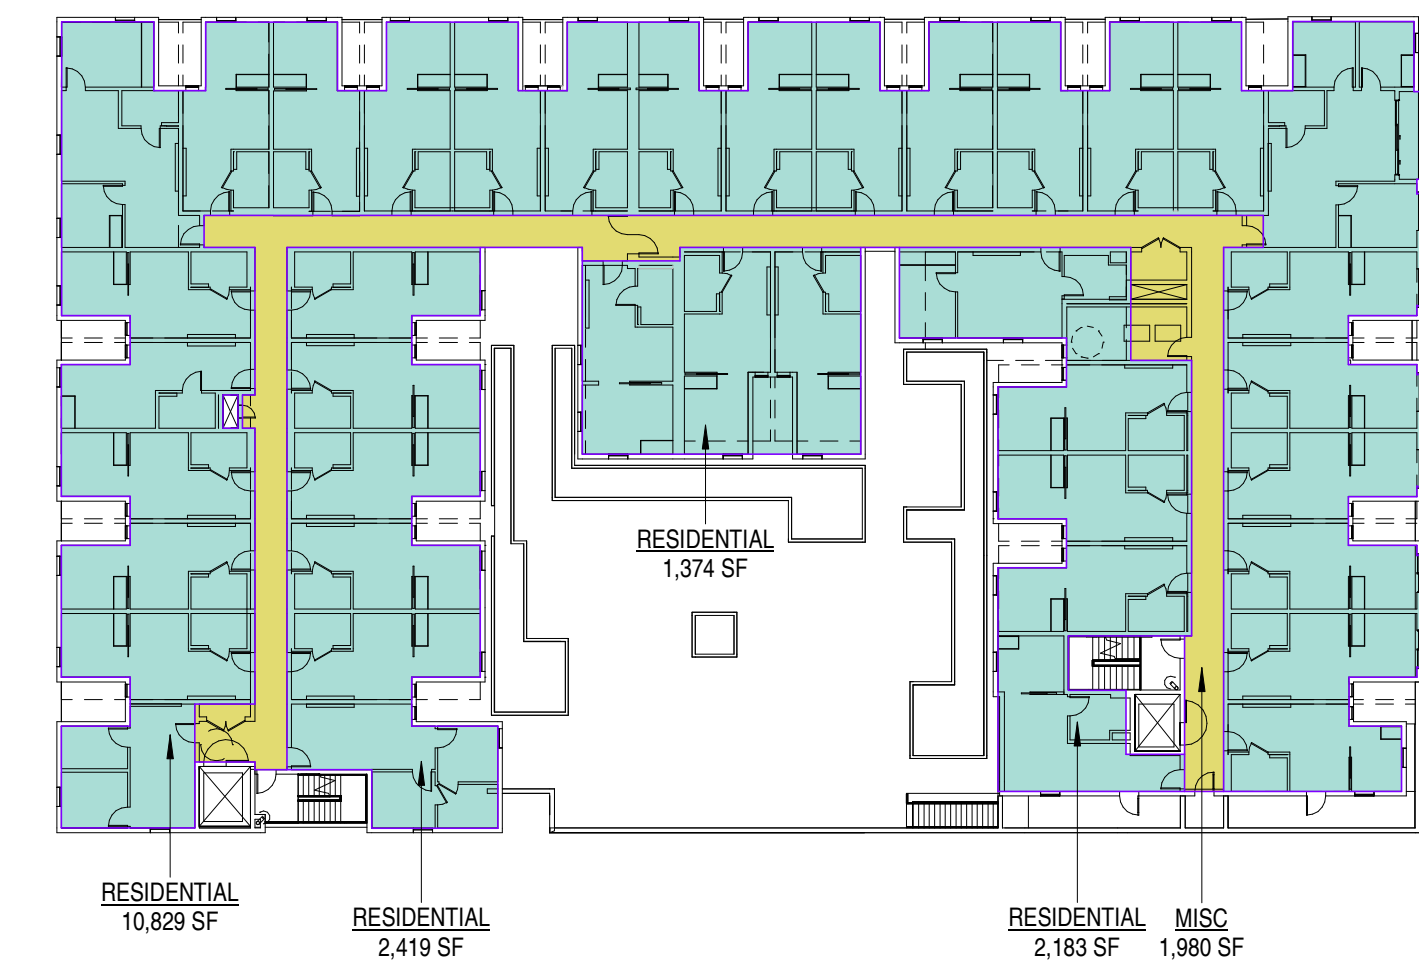 RESIDENTIAL
1,374 SF
RESIDENTIAL
10,829 SF
RESIDENTIAL
2,419 SF
RESIDENTIAL
2,183 SF
MISC
1,980 SF